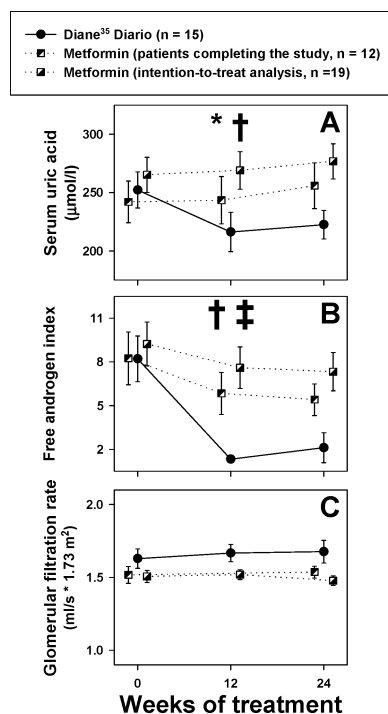 Diane³⁵ Diario (n = 15)
Metformin (patients completing the study, n = 12)
Metformin (intention-to-treat analysis, n =19)
A
* †
Serum uric acid
(μmol/l)
300
250
200
B
† ‡
Free androgen index
11
8
5
2
C
Glomerular filtration rate
(ml/s * 1.73 m²)
2.0
1.5
1.0
0 12 24
Weeks of treatment